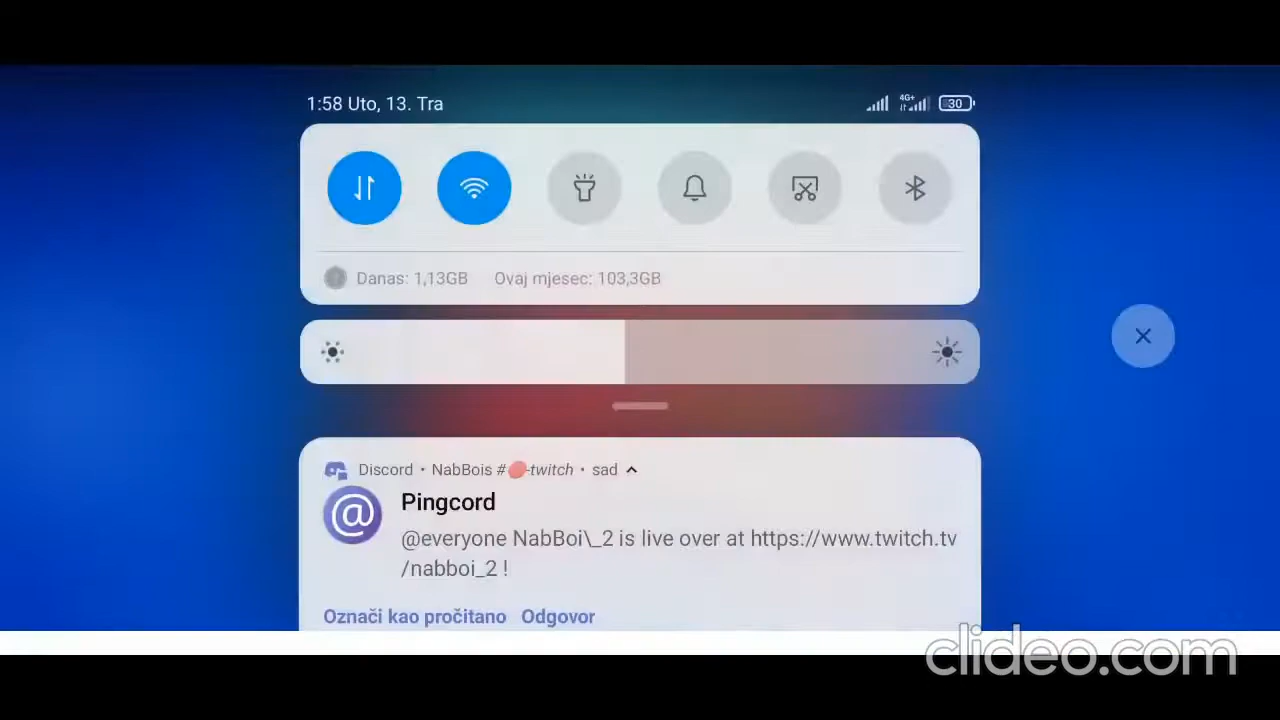 1:58 Uto, 13. Tra
4G+
30
Danas: 1,13GB Ovaj mjesec: 103,3GB
Discord • NabBois #🔴-twitch • sad
@
Pingcord
@everyone NabBoi\_2 is live over at https://www.twitch.tv
/nabboi_2 !
Označi kao pročitano Odgovor
clideo.com